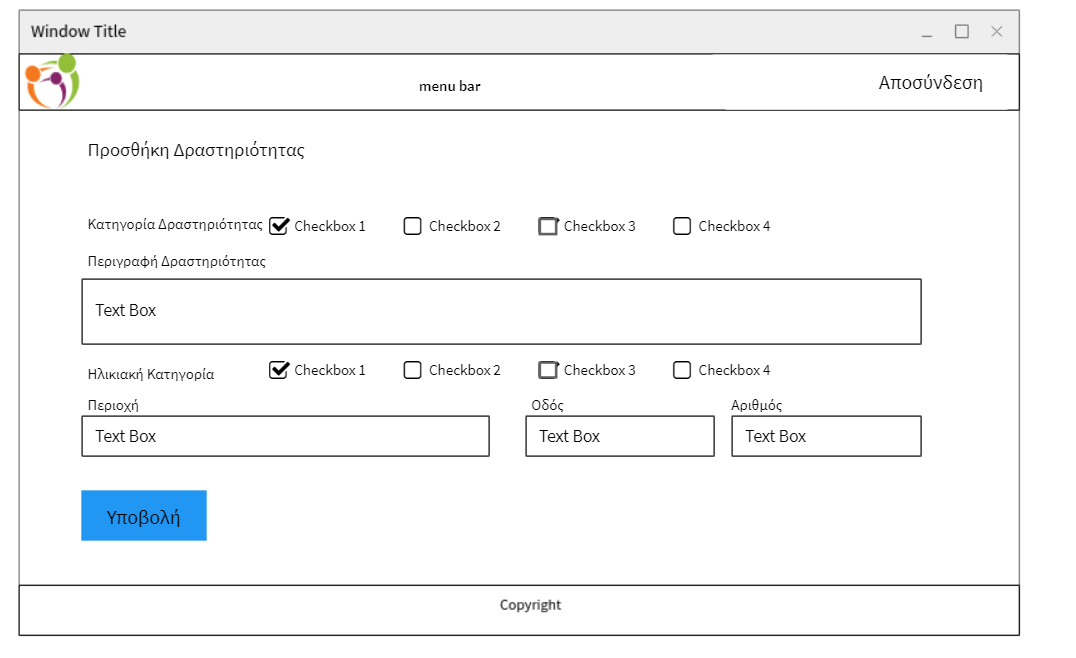 Window Title
menu bar
Αποσύνδεση
Προσθήκη Δραστηριότητας
Κατηγορία Δραστηριότητας Checkbox 1 Checkbox 2 Checkbox 3 Checkbox 4
Περιγραφή Δραστηριότητας
Text Box
Ηλικιακή Κατηγορία Checkbox 1 Checkbox 2 Checkbox 3 Checkbox 4
Περιοχή Οδός Αριθμός
Text Box Text Box Text Box
Υποβολή
Copyright